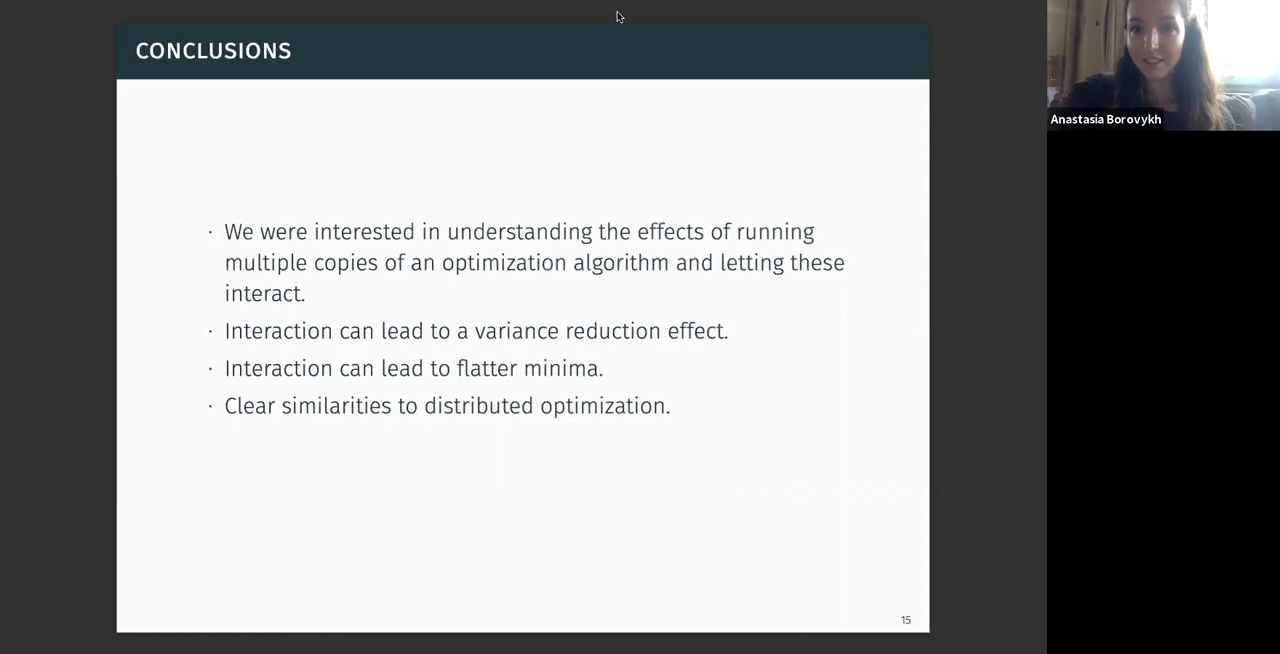 CONCLUSIONS
· We were interested in understanding the effects of running
multiple copies of an optimization algorithm and letting these
interact.
· Interaction can lead to a variance reduction effect.
· Interaction can lead to flatter minima.
· Clear similarities to distributed optimization.
15
Anastasia Borovykh